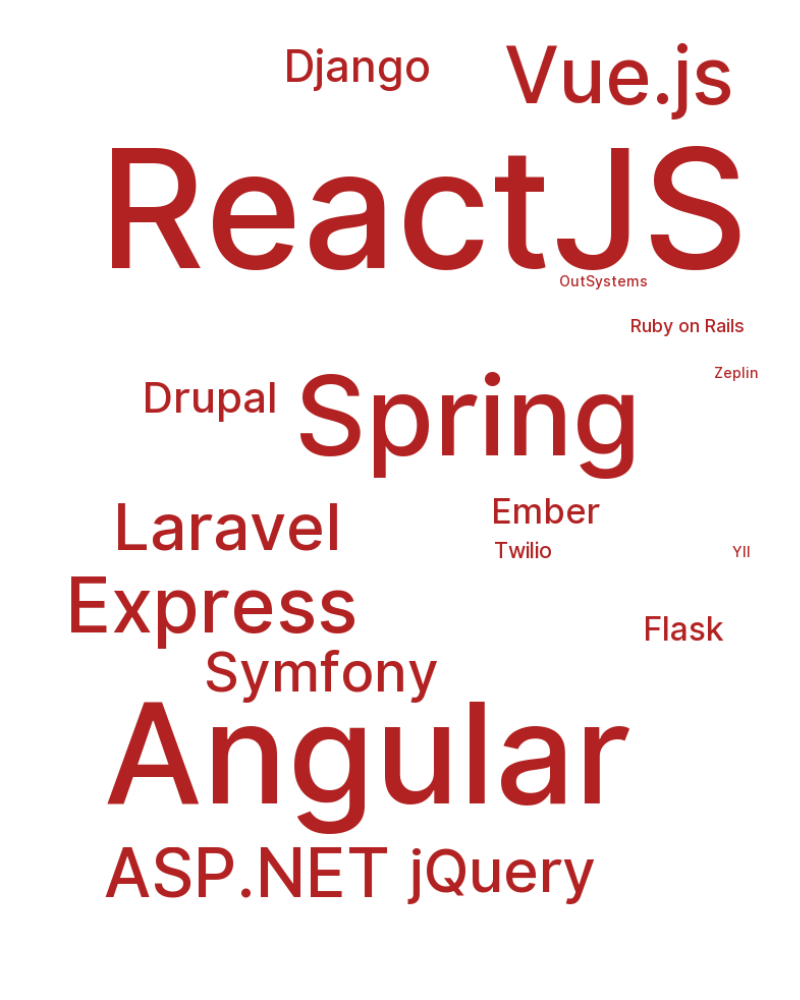 Django Vue.js
ReactJS
OutSystems
Ruby on Rails
Zeplin
Drupal Spring
Laravel Ember
Twilio YII
Express Flask
Symfony
Angular
ASP.NET jQuery